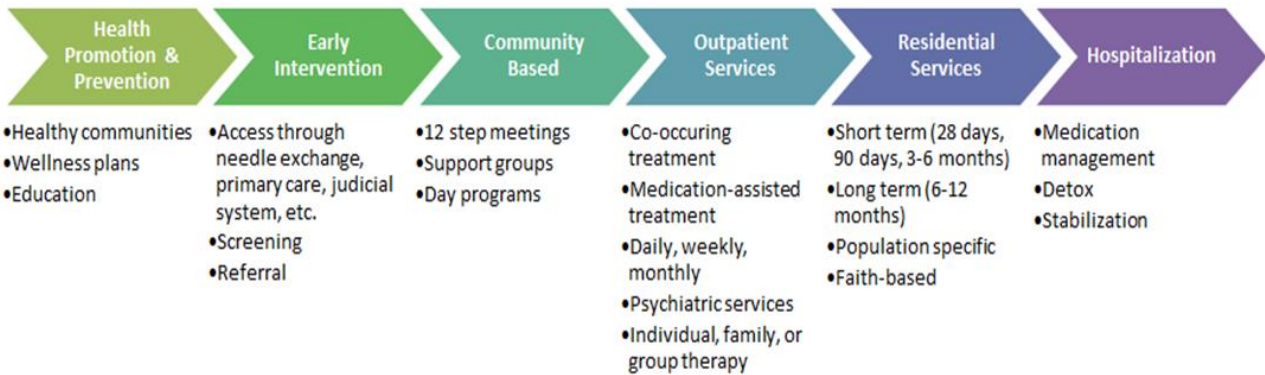 Health
Promotion &
Prevention
Early
Intervention
Community
Based
Outpatient
Services
Residential
Services
Hospitalization
•Healthy communities
•Wellness plans
•Education
•Access through
needle exchange,
primary care, judicial
system, etc.
•Screening
•Referral
•12 step meetings
•Support groups
•Day programs
•Co-occuring
treatment
•Medication-assisted
treatment
•Daily, weekly,
monthly
•Psychiatric services
•Individual, family, or
group therapy
•Short term (28 days,
90 days, 3-6 months)
•Long term (6-12
months)
•Population specific
•Faith-based
•Medication
management
•Detox
•Stabilization